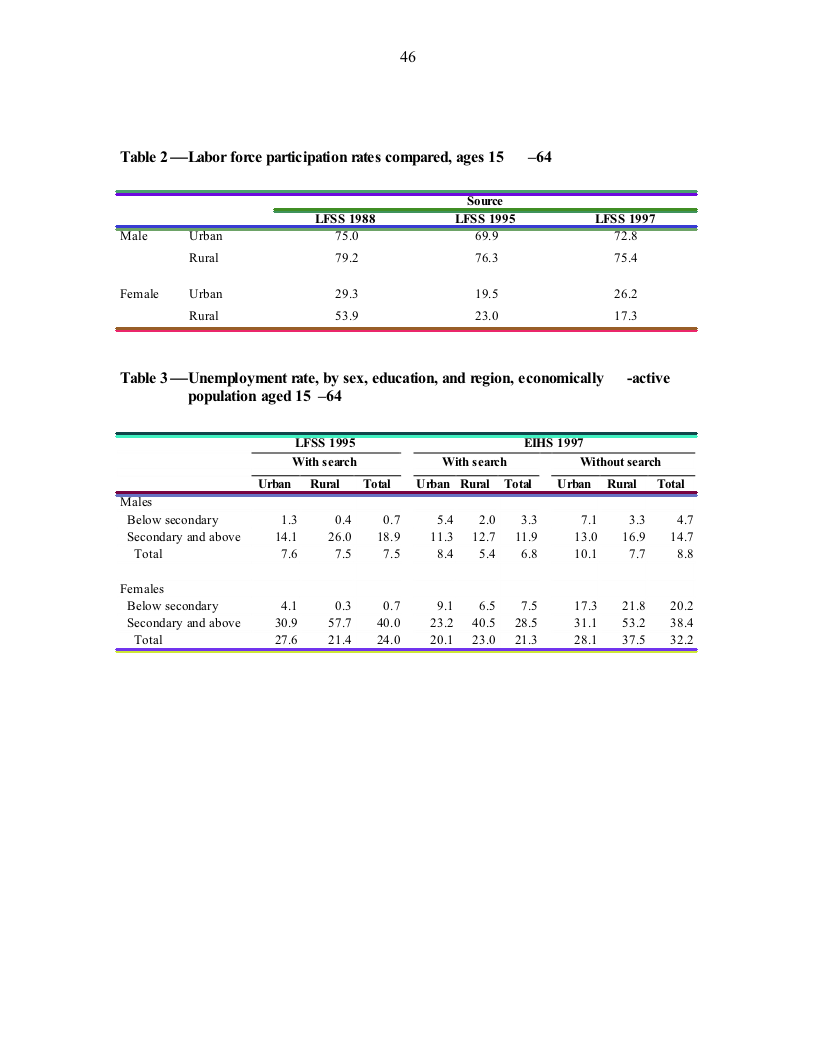 46
Table 2—Labor force participation rates compared, ages 15 –64
Source
LFSS 1988 LFSS 1995 LFSS 1997
Male Urban 75.0 69.9 72.8
Rural 79.2 76.3 75.4
Female Urban 29.3 19.5 26.2
Rural 53.9 23.0 17.3
Table 3—Unemployment rate, by sex, education, and region, economically -active
population aged 15 –64
LFSS 1995 EIHS 1997
With search With search Without search
Urban Rural Total Urban Rural Total Urban Rural Total
Males
Below secondary 1.3 0.4 0.7 5.4 2.0 3.3 7.1 3.3 4.7
Secondary and above 14.1 26.0 18.9 11.3 12.7 11.9 13.0 16.9 14.7
Total 7.6 7.5 7.5 8.4 5.4 6.8 10.1 7.7 8.8
Females
Below secondary 4.1 0.3 0.7 9.1 6.5 7.5 17.3 21.8 20.2
Secondary and above 30.9 57.7 40.0 23.2 40.5 28.5 31.1 53.2 38.4
Total 27.6 21.4 24.0 20.1 23.0 21.3 28.1 37.5 32.2